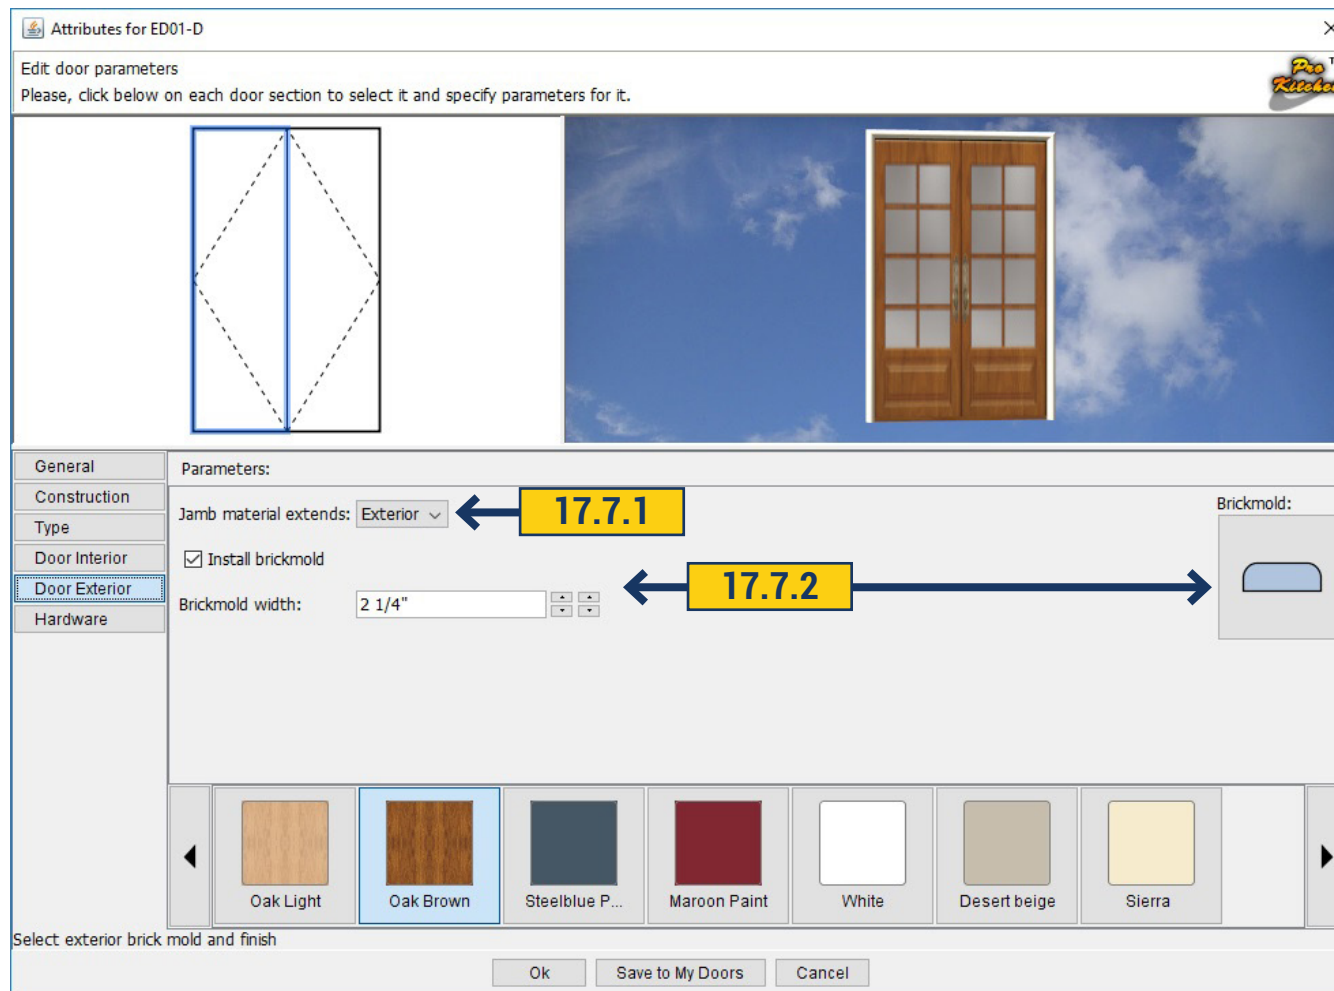 Attributes for ED01-D
Edit door parameters
Please, click below on each door section to select it and specify parameters for it.
Pro
Kitchen
General
Construction
Type
Door Interior
Door Exterior
Hardware
Parameters:
Jamb material extends: Exterior
17.7.1
Install brickmold
Brickmold width: 2 1/4"
17.7.2
Brickmold:
Oak Light
Oak Brown
Steelblue P...
Maroon Paint
White
Desert beige
Sierra
Select exterior brick mold and finish
Ok
Save to My Doors
Cancel